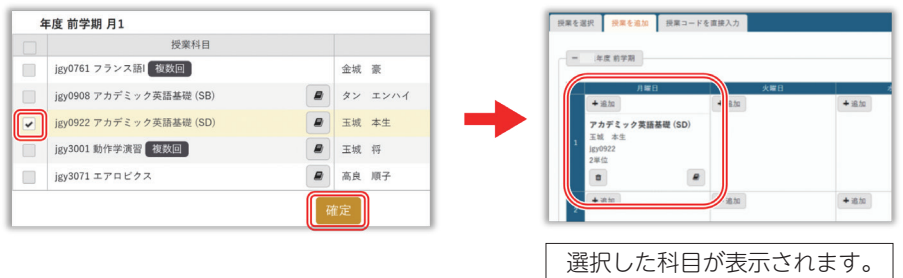 年度 前学期 月1
授業科目
jgy0761 フランス語I 複数回 金城 豪
jgy0908 アカデミック英語基礎 (SB) タン エンハイ
jgy0922 アカデミック英語基礎 (SD) 玉城 本生
jgy3001 動作学演習 複数回 玉城 将
jgy3071 エアロビクス 高良 順子
確定
授業を選択 授業を追加 授業コードを直接入力
年度 前学期
月曜日 火曜日
+追加 +追加 +追加
1
アカデミック英語基礎 (SD)
玉城 本生
jgy0922
2単位
+追加 +追加 +追加
選択した科目が表示されます。